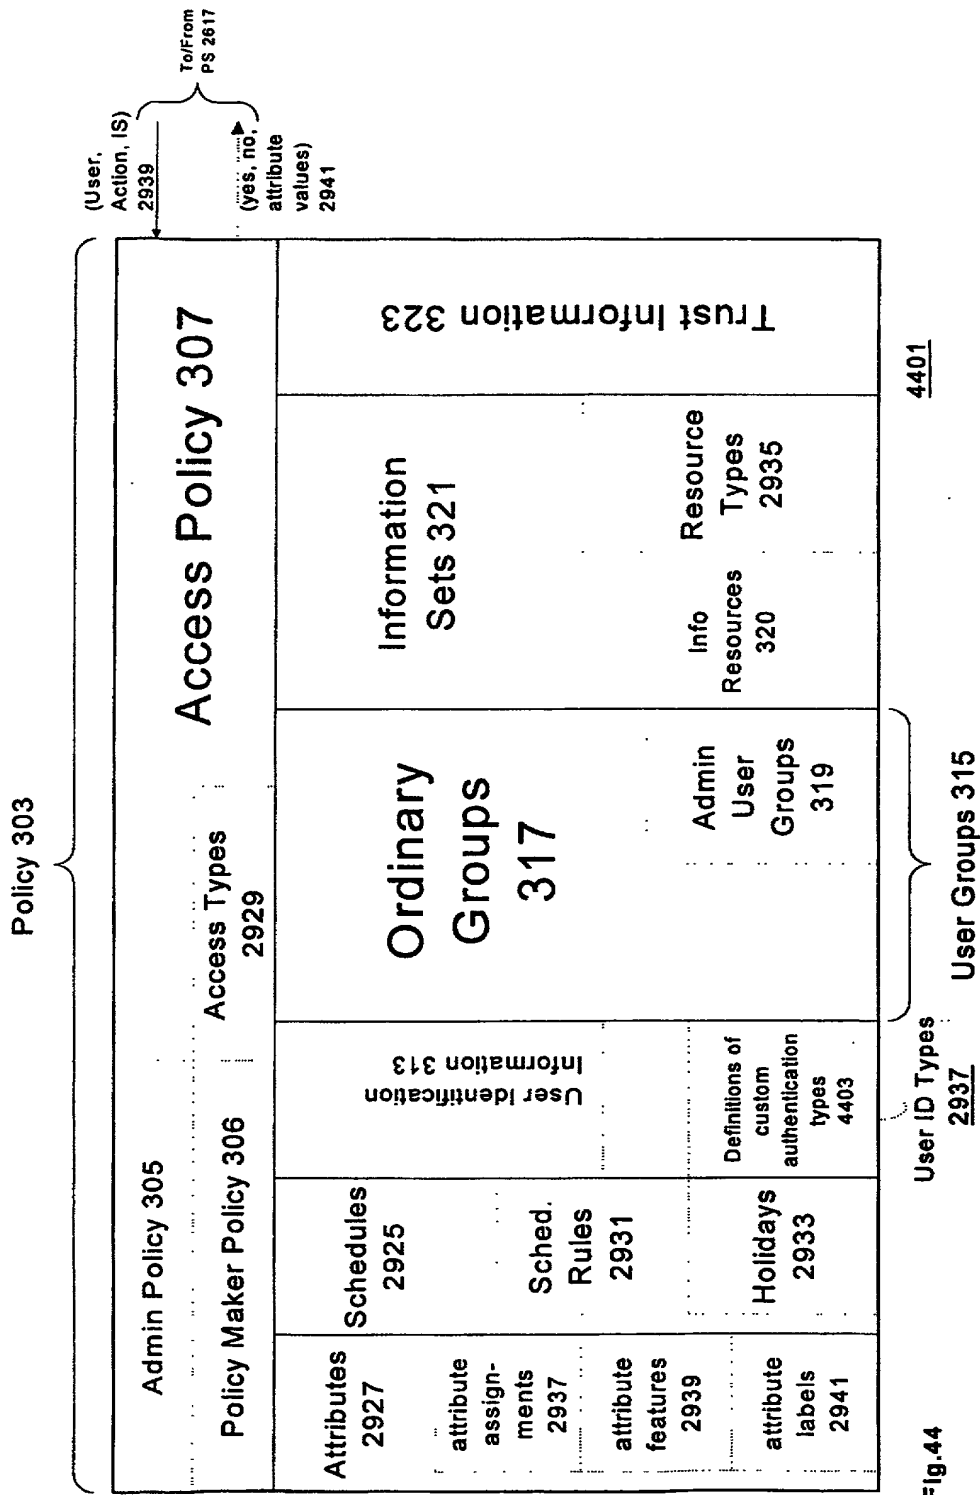 Policy 303
(User,
Action, IS)
2939
To/From
PS 2617
(yes, no,
attribute
values)
2941
Admin Policy 305
Policy Maker Policy 306
Access Types
2929
Access Policy 307
Attributes
2927
attribute
assign-
ments
2937
attribute
features
2939
attribute
labels
2941
Schedules
2925
Sched.
Rules
2931
Holidays
2933
User Identification
Information 313
Definitions of
custom
authentication
types
4403
Ordinary
Groups
317
Admin
User
Groups
319
Information
Sets 321
Info
Resources
320
Resource
Types
2935
Trust Information 323
User ID Types
2937
User Groups 315
4401
Fig.44